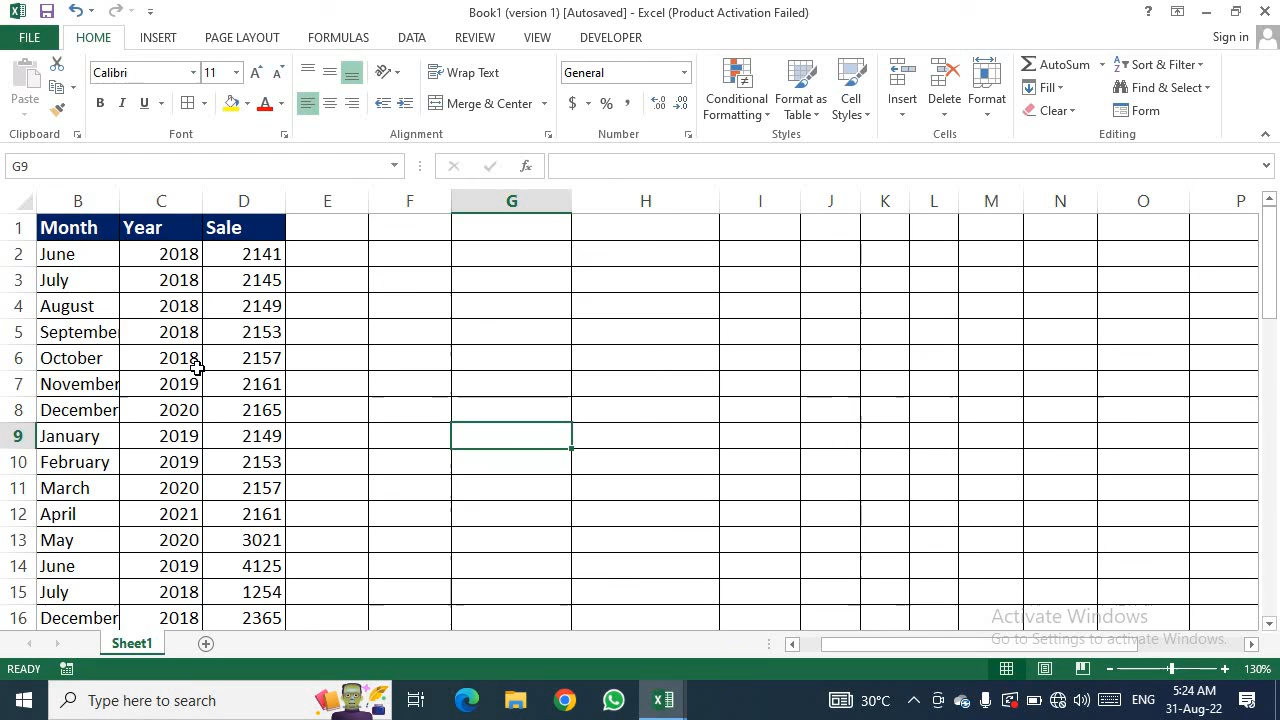 Book1 (version 1) [Autosaved] - Excel (Product Activation Failed)
FILE HOME INSERT PAGE LAYOUT FORMULAS DATA REVIEW VIEW DEVELOPER Sign in
Paste
Calibri 11
B I U
Wrap Text
Merge & Center
General
$ % ,
Conditional Formatting
Format as Table
Cell Styles
Insert Delete Format
AutoSum
Fill
Clear
Sort & Filter
Find & Select
Form
Clipboard Font Alignment Number Styles Cells Editing
G9 fx
B C D E F G H I J K L M N O P
1 Month Year Sale
2 June 2018 2141
3 July 2018 2145
4 August 2018 2149
5 September 2018 2153
6 October 2018 2157
7 November 2019 2161
8 December 2020 2165
9 January 2019 2149
10 February 2019 2153
11 March 2020 2157
12 April 2021 2161
13 May 2020 3021
14 June 2019 4125
15 July 2018 1254
16 December 2018 2365
Activate Windows
Go to Settings to activate Windows.
Sheet1
READY 130%
Type here to search
30°C
ENG
5:24 AM
31-Aug-22